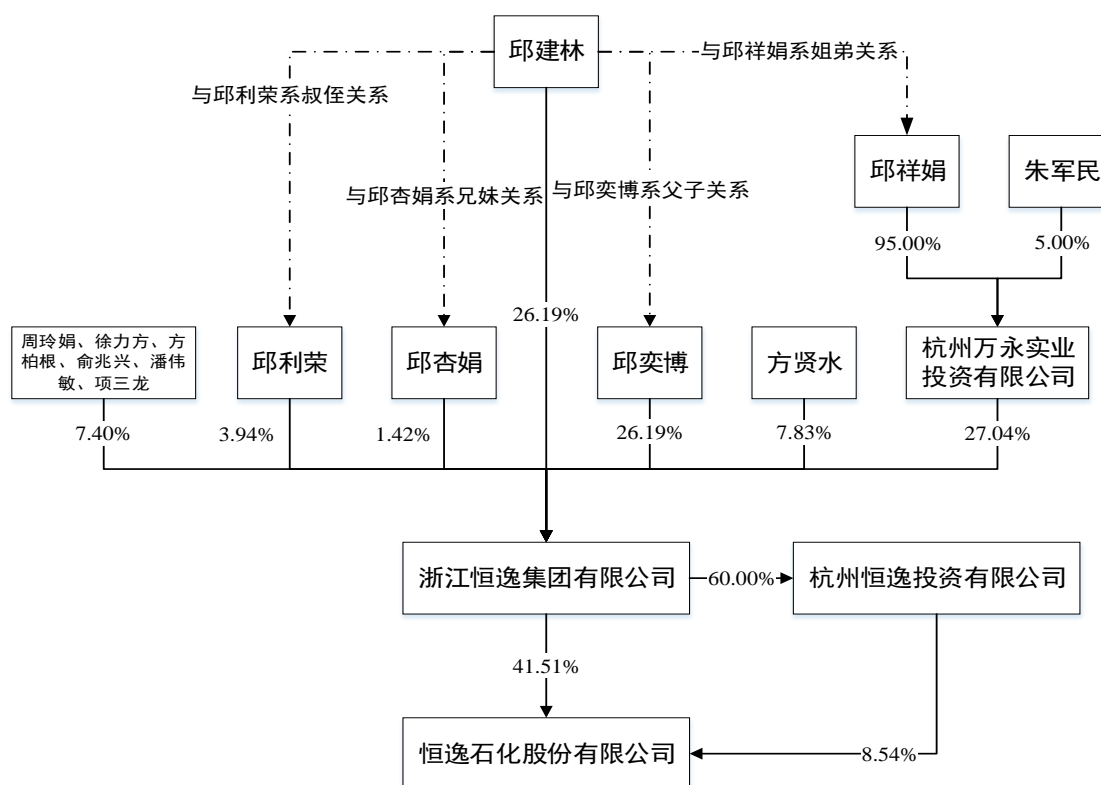 邱建林
与邱祥娟系姐弟关系
与邱利荣系叔侄关系
邱祥娟
朱军民
与邱杏娟系兄妹关系
与邱奕博系父子关系
95.00%
5.00%
26.19%
周玲娟、徐力方、方
柏根、俞兆兴、潘伟
敏、项三龙
邱利荣
邱杏娟
邱奕博
方贤水
杭州万永实业
投资有限公司
7.40%
3.94%
1.42%
26.19%
7.83%
27.04%
浙江恒逸集团有限公司
60.00%
杭州恒逸投资有限公司
41.51%
恒逸石化股份有限公司
8.54%